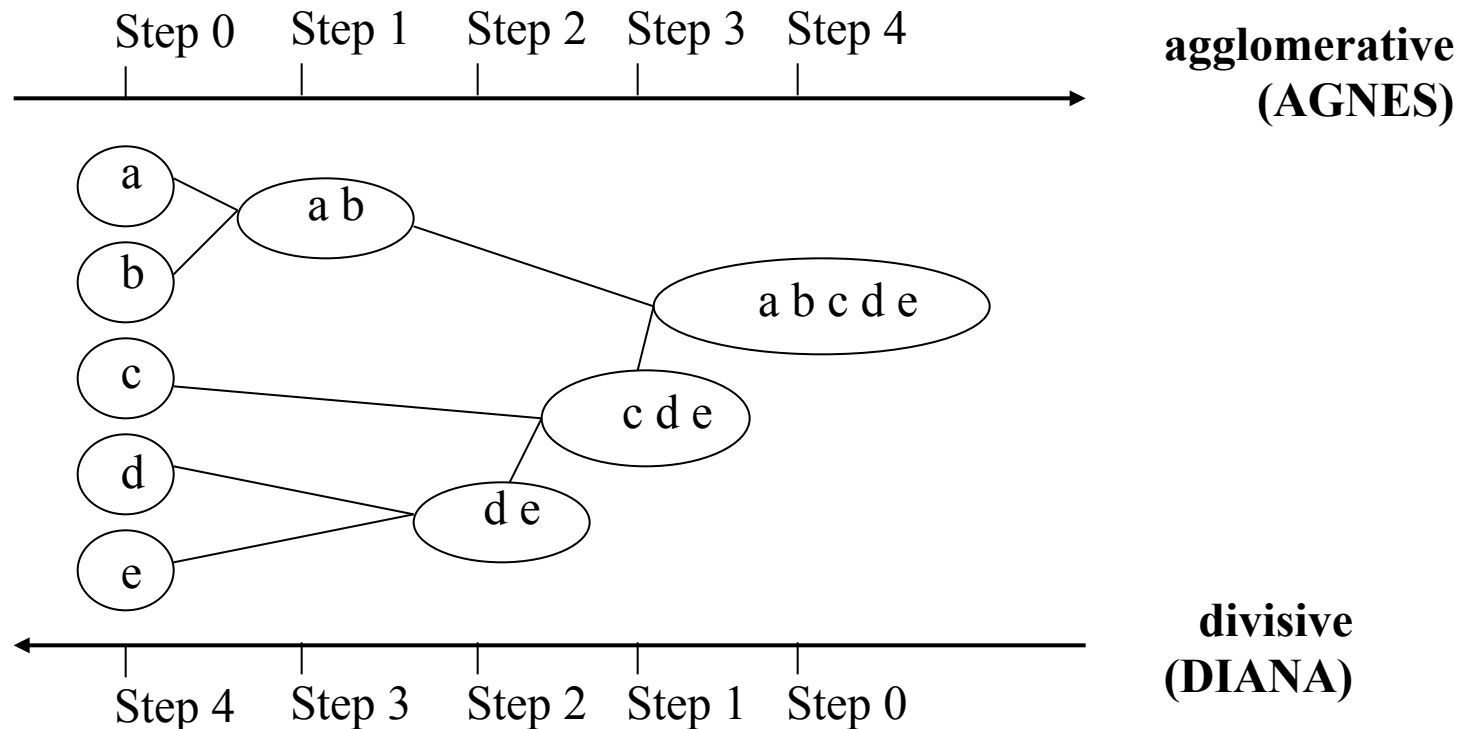 Step 0 Step 1 Step 2 Step 3 Step 4
agglomerative
(AGNES)
a
a b
b
a b c d e
c
c d e
d
d e
e
divisive
(DIANA)
Step 4 Step 3 Step 2 Step 1 Step 0